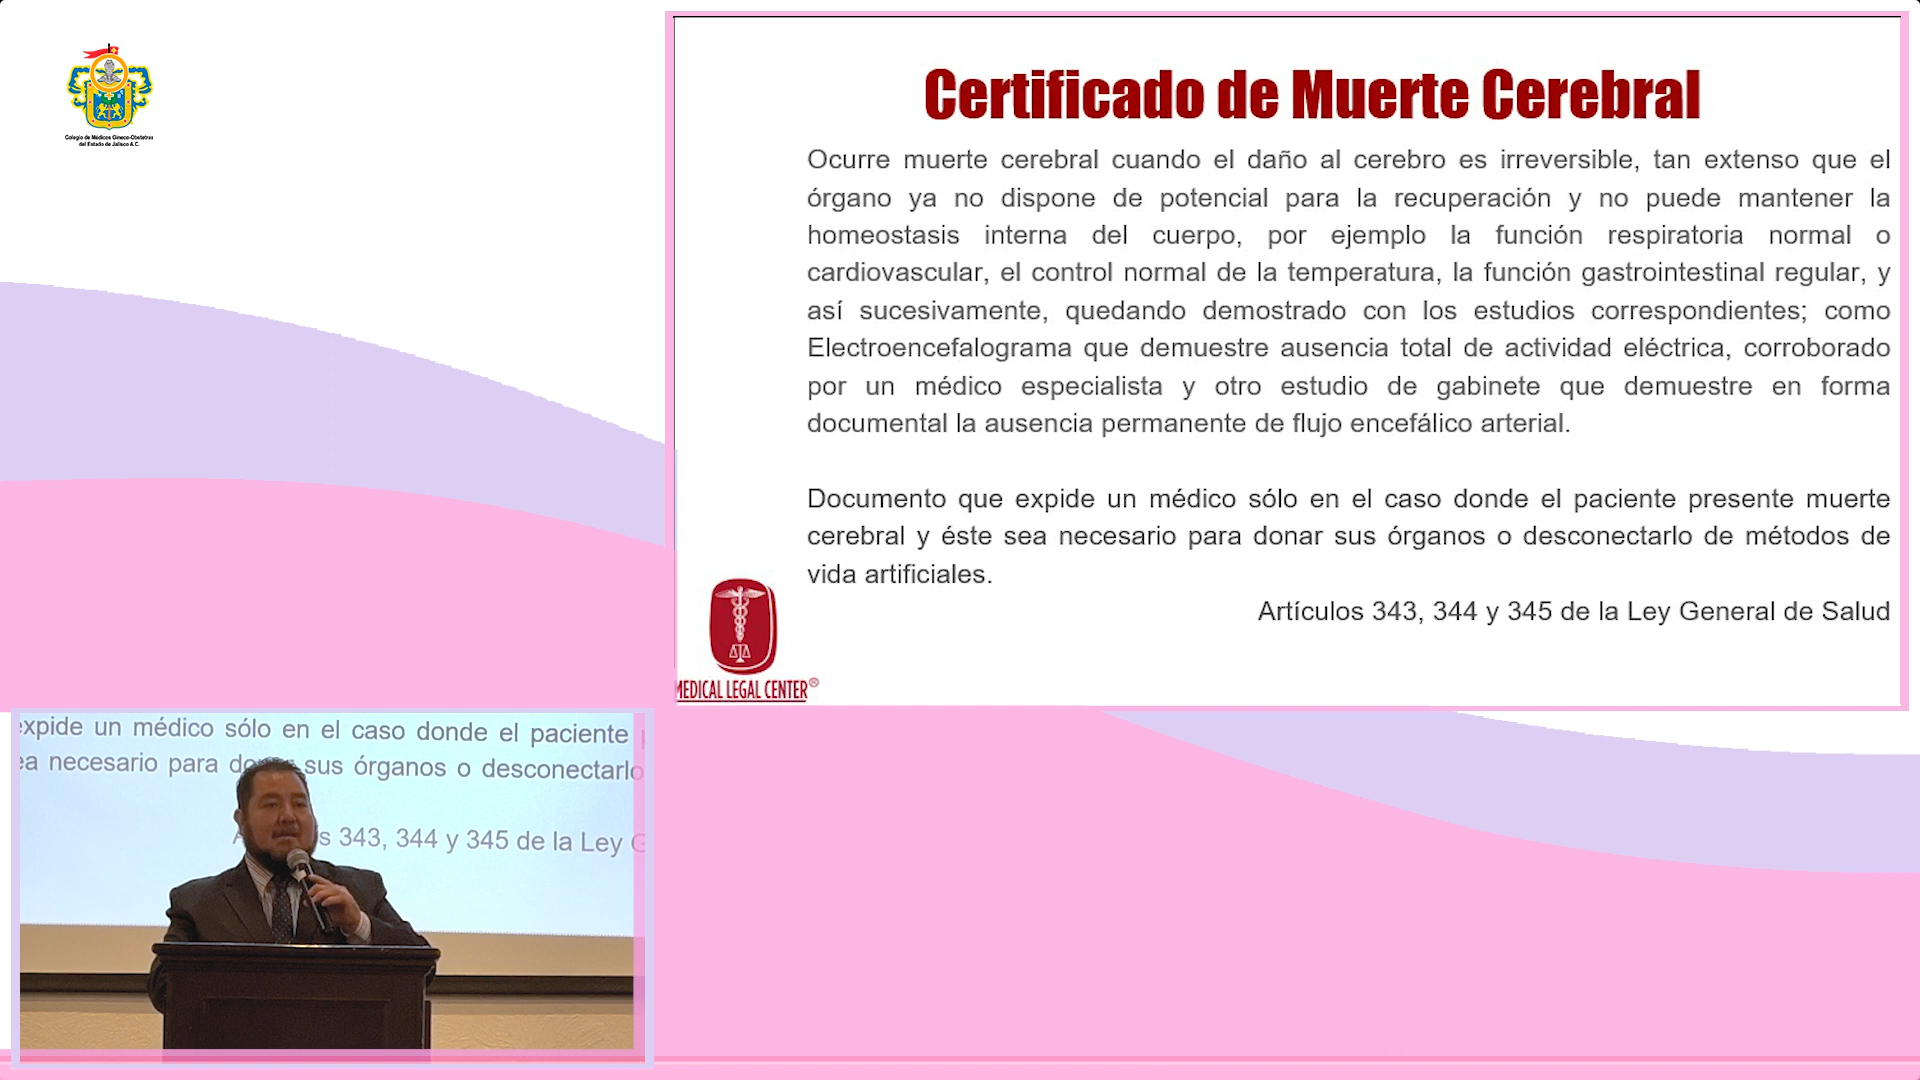 Colegio de Médicos Gineco-Obstetras
del Estado de Jalisco A.C.
Certificado de Muerte Cerebral
Ocurre muerte cerebral cuando el daño al cerebro es irreversible, tan extenso que el
órgano ya no dispone de potencial para la recuperación y no puede mantener la
homeostasis interna del cuerpo, por ejemplo la función respiratoria normal o
cardiovascular, el control normal de la temperatura, la función gastrointestinal regular, y
así sucesivamente, quedando demostrado con los estudios correspondientes; como
Electroencefalograma que demuestre ausencia total de actividad eléctrica, corroborado
por un médico especialista y otro estudio de gabinete que demuestre en forma
documental la ausencia permanente de flujo encefálico arterial.
Documento que expide un médico sólo en el caso donde el paciente presente muerte
cerebral y éste sea necesario para donar sus órganos o desconectarlo de métodos de
vida artificiales.
Artículos 343, 344 y 345 de la Ley General de Salud
MEDICAL LEGAL CENTER®
expide un médico sólo en el caso donde el paciente
necesario para donar sus órganos o desconectarlo
343, 344 y 345 de la Ley